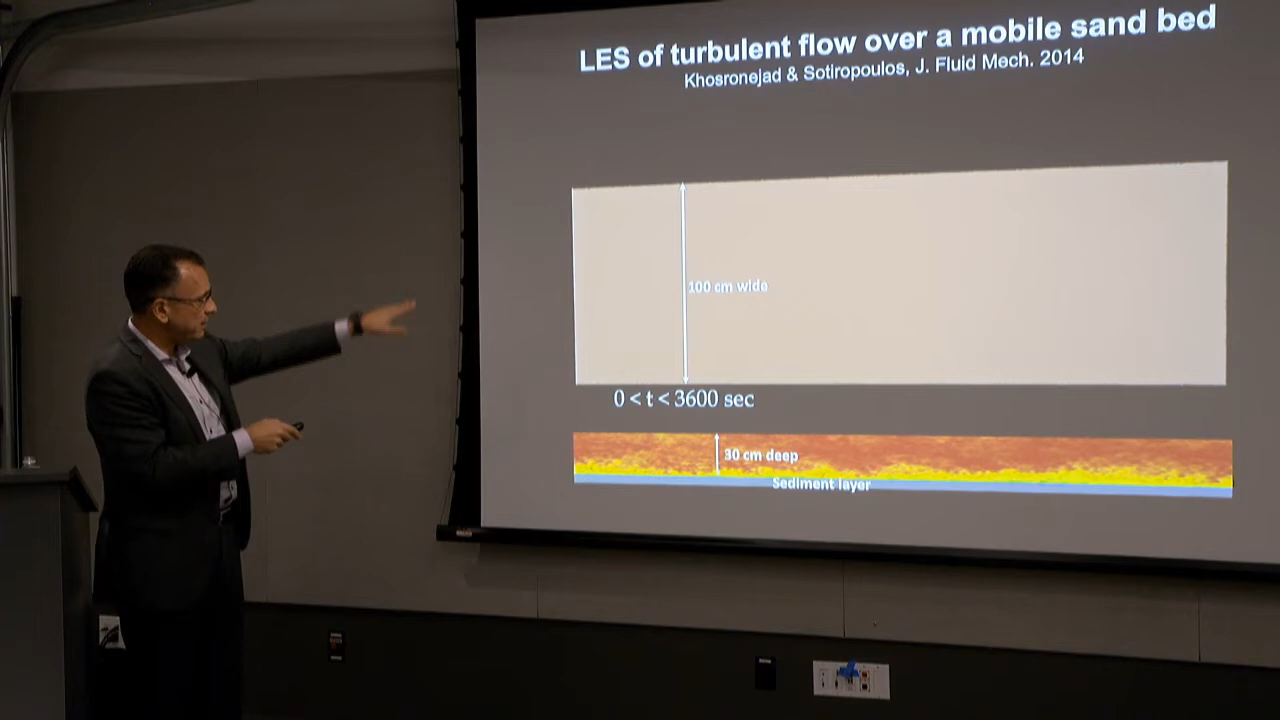 LES of turbulent flow over a mobile sand bed
Khosronejad & Sotiropoulos, J. Fluid Mech. 2014
100 cm wide
0 < t < 3600 sec
30 cm deep
Sediment layer